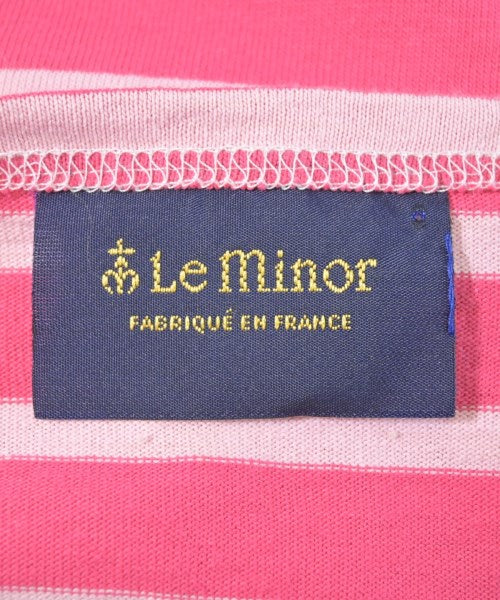 Le Minor
FABRIQUÉ EN FRANCE